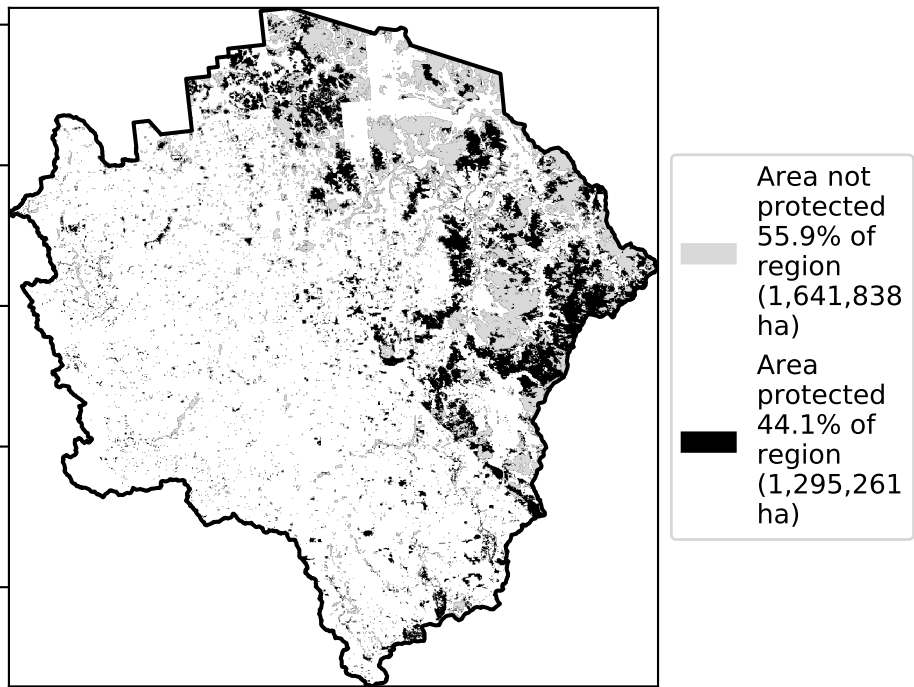 Area not
protected
55.9% of
region
(1,641,838
ha)
Area
protected
44.1% of
region
(1,295,261
ha)